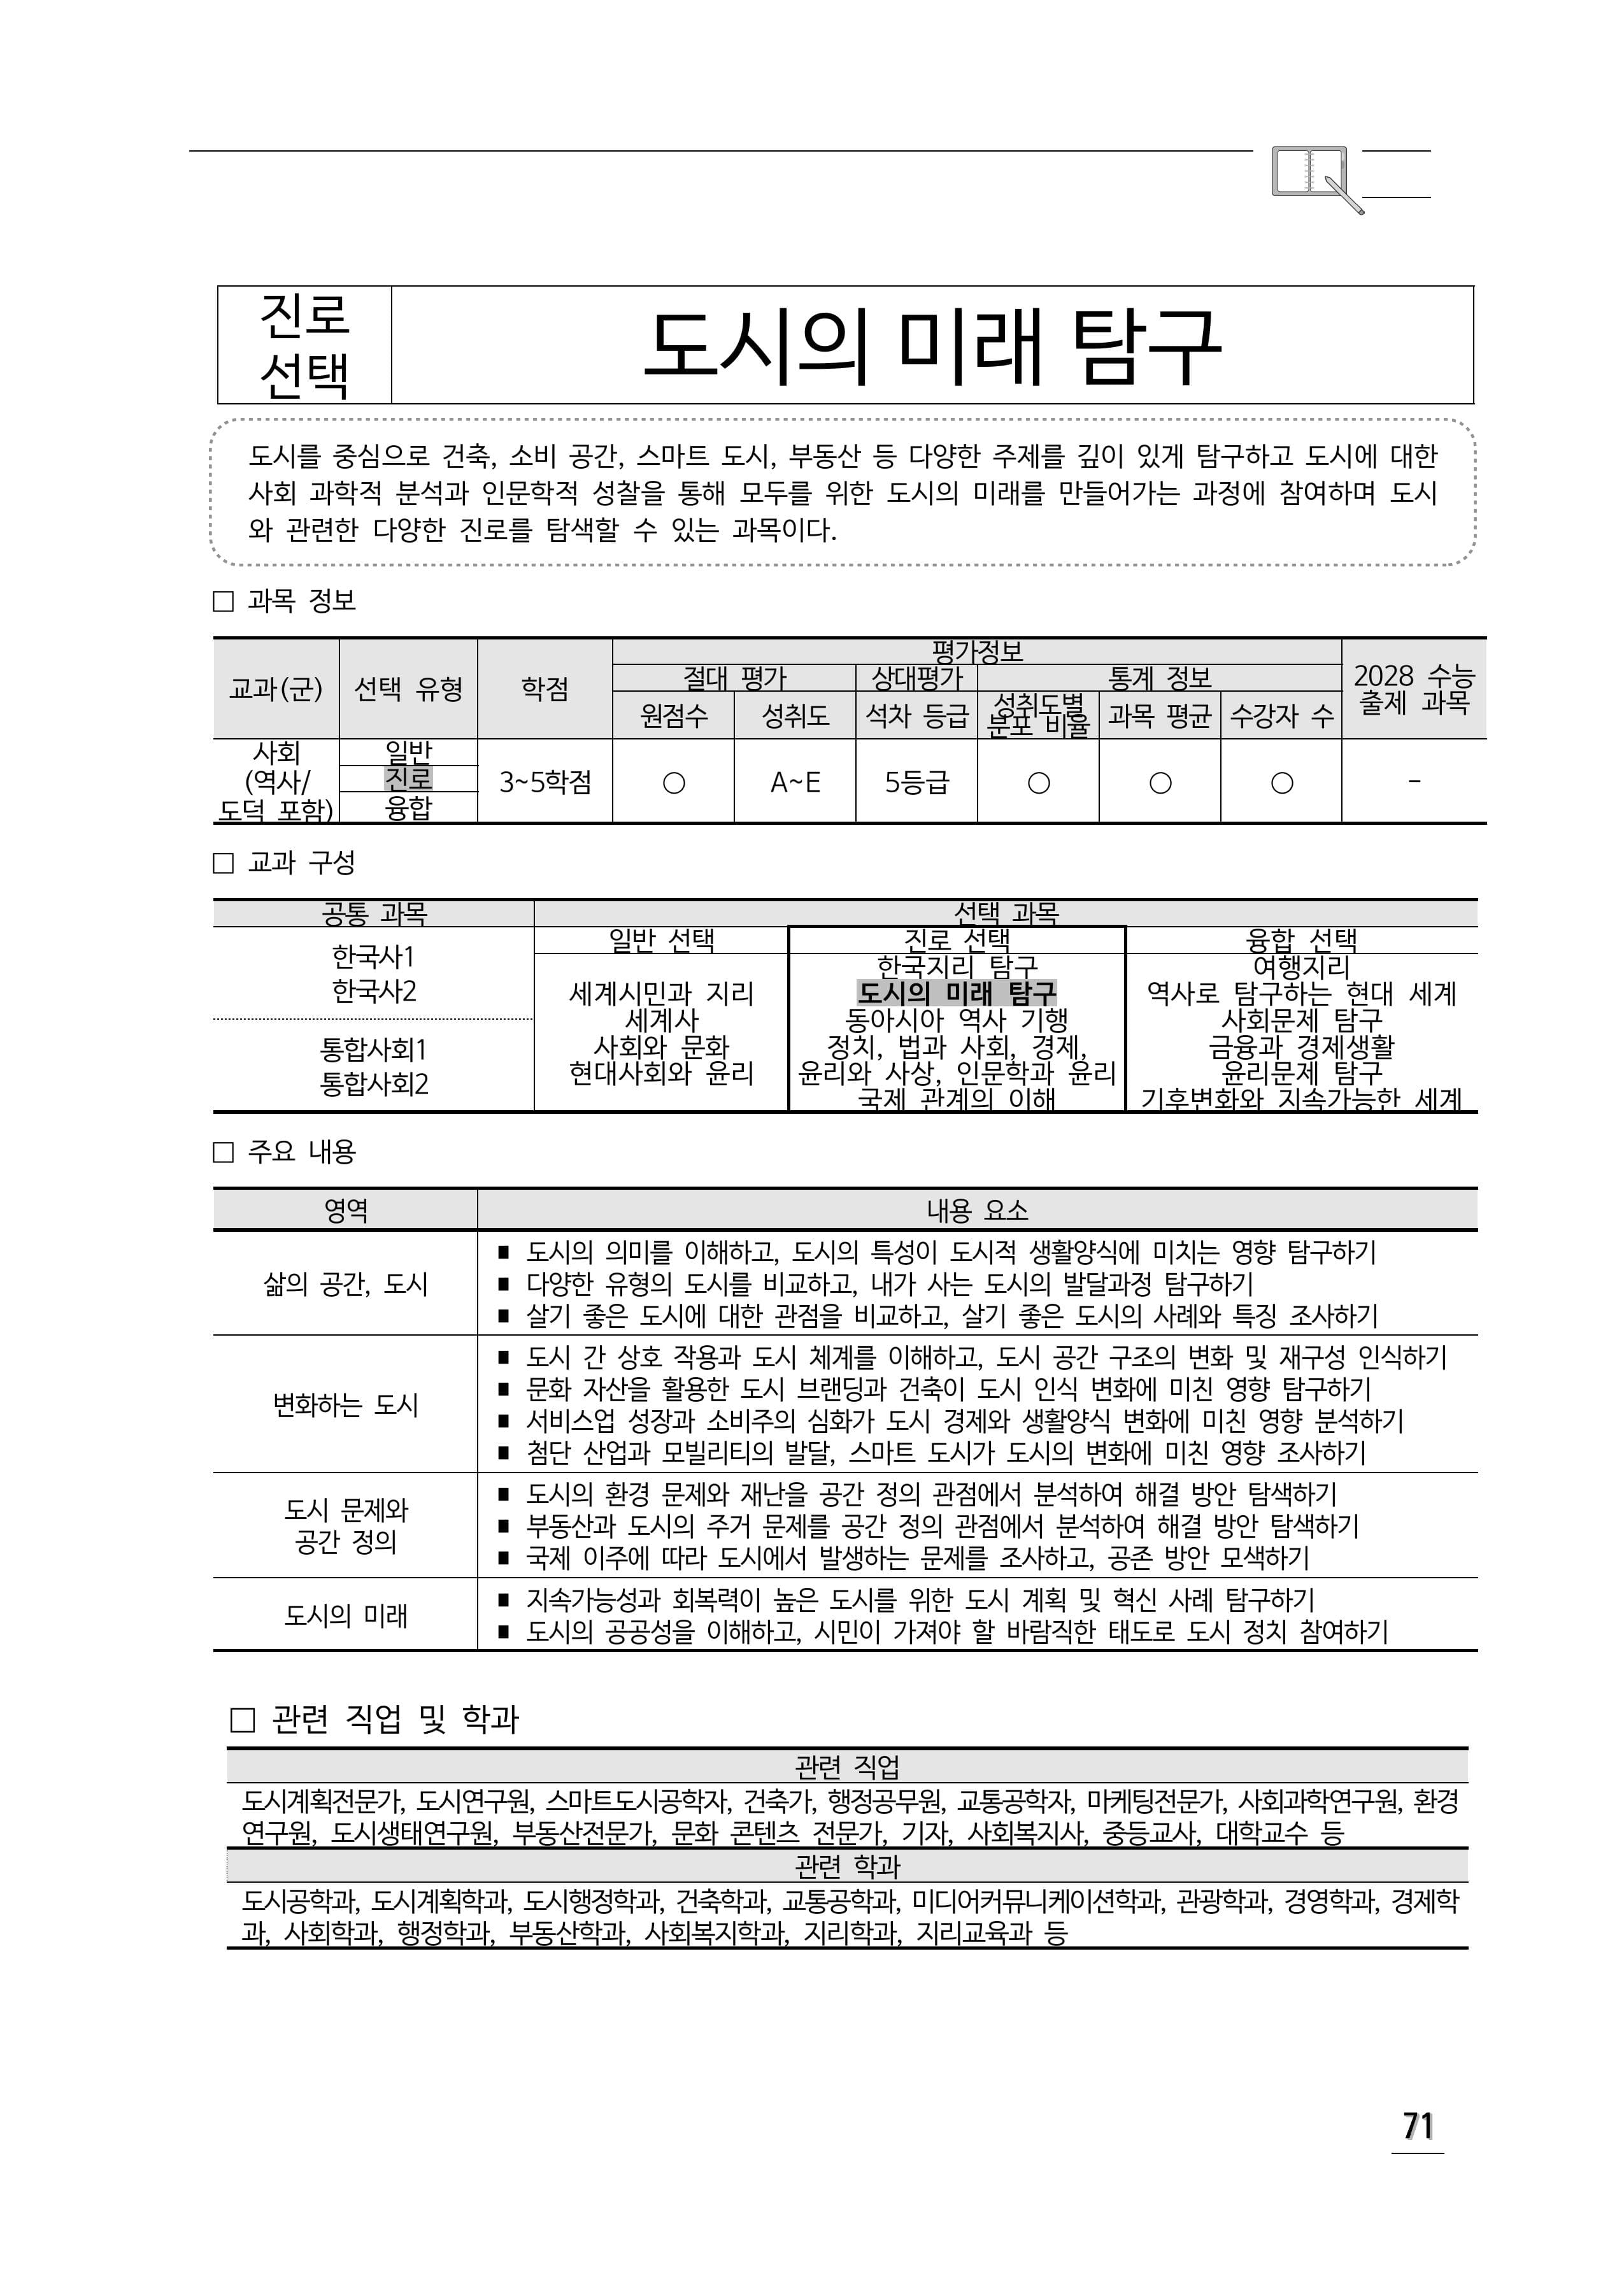 진로
선택
도시의 미래 탐구
도시를 중심으로 건축, 소비 공간, 스마트 도시, 부동산 등 다양한 주제를 깊이 있게 탐구하고 도시에 대한
사회 과학적 분석과 인문학적 성찰을 통해 모두를 위한 도시의 미래를 만들어가는 과정에 참여하며 도시
와 관련한 다양한 진로를 탐색할 수 있는 과목이다.
□ 과목 정보
교과(군) 선택 유형 학점 평가정보 2028 수능
출제 과목
절대 평가 상대평가 통계 정보
원점수 성취도 석차 등급 성취도별
분포 비율 과목 평균 수강자 수
사회
(역사/
도덕 포함)
일반
진로
융합
3~5학점 ○ A~E 5등급 ○ ○ ○ -
□ 교과 구성
공통 과목 선택 과목
일반 선택 진로 선택 융합 선택
한국사1
한국사2
통합사회1
통합사회2
세계시민과 지리
세계사
사회와 문화
현대사회와 윤리
한국지리 탐구
도시의 미래 탐구
동아시아 역사 기행
정치, 법과 사회, 경제,
윤리와 사상, 인문학과 윤리
국제 관계의 이해
여행지리
역사로 탐구하는 현대 세계
사회문제 탐구
금융과 경제생활
윤리문제 탐구
기후변화와 지속가능한 세계
□ 주요 내용
영역 내용 요소
삶의 공간, 도시
■ 도시의 의미를 이해하고, 도시의 특성이 도시적 생활양식에 미치는 영향 탐구하기
■ 다양한 유형의 도시를 비교하고, 내가 사는 도시의 발달과정 탐구하기
■ 살기 좋은 도시에 대한 관점을 비교하고, 살기 좋은 도시의 사례와 특징 조사하기
변화하는 도시
■ 도시 간 상호 작용과 도시 체계를 이해하고, 도시 공간 구조의 변화 및 재구성 인식하기
■ 문화 자산을 활용한 도시 브랜딩과 건축이 도시 인식 변화에 미친 영향 탐구하기
■ 서비스업 성장과 소비주의 심화가 도시 경제와 생활양식 변화에 미친 영향 분석하기
■ 첨단 산업과 모빌리티의 발달, 스마트 도시가 도시의 변화에 미친 영향 조사하기
도시 문제와
공간 정의
■ 도시의 환경 문제와 재난을 공간 정의 관점에서 분석하여 해결 방안 탐색하기
■ 부동산과 도시의 주거 문제를 공간 정의 관점에서 분석하여 해결 방안 탐색하기
■ 국제 이주에 따라 도시에서 발생하는 문제를 조사하고, 공존 방안 모색하기
도시의 미래
■ 지속가능성과 회복력이 높은 도시를 위한 도시 계획 및 혁신 사례 탐구하기
■ 도시의 공공성을 이해하고, 시민이 가져야 할 바람직한 태도로 도시 정치 참여하기
□ 관련 직업 및 학과
관련 직업
도시계획전문가, 도시연구원, 스마트도시공학자, 건축가, 행정공무원, 교통공학자, 마케팅전문가, 사회과학연구원, 환경
연구원, 도시생태연구원, 부동산전문가, 문화 콘텐츠 전문가, 기자, 사회복지사, 중등교사, 대학교수 등
관련 학과
도시공학과, 도시계획학과, 도시행정학과, 건축학과, 교통공학과, 미디어커뮤니케이션학과, 관광학과, 경영학과, 경제학
과, 사회학과, 행정학과, 부동산학과, 사회복지학과, 지리학과, 지리교육과 등
71